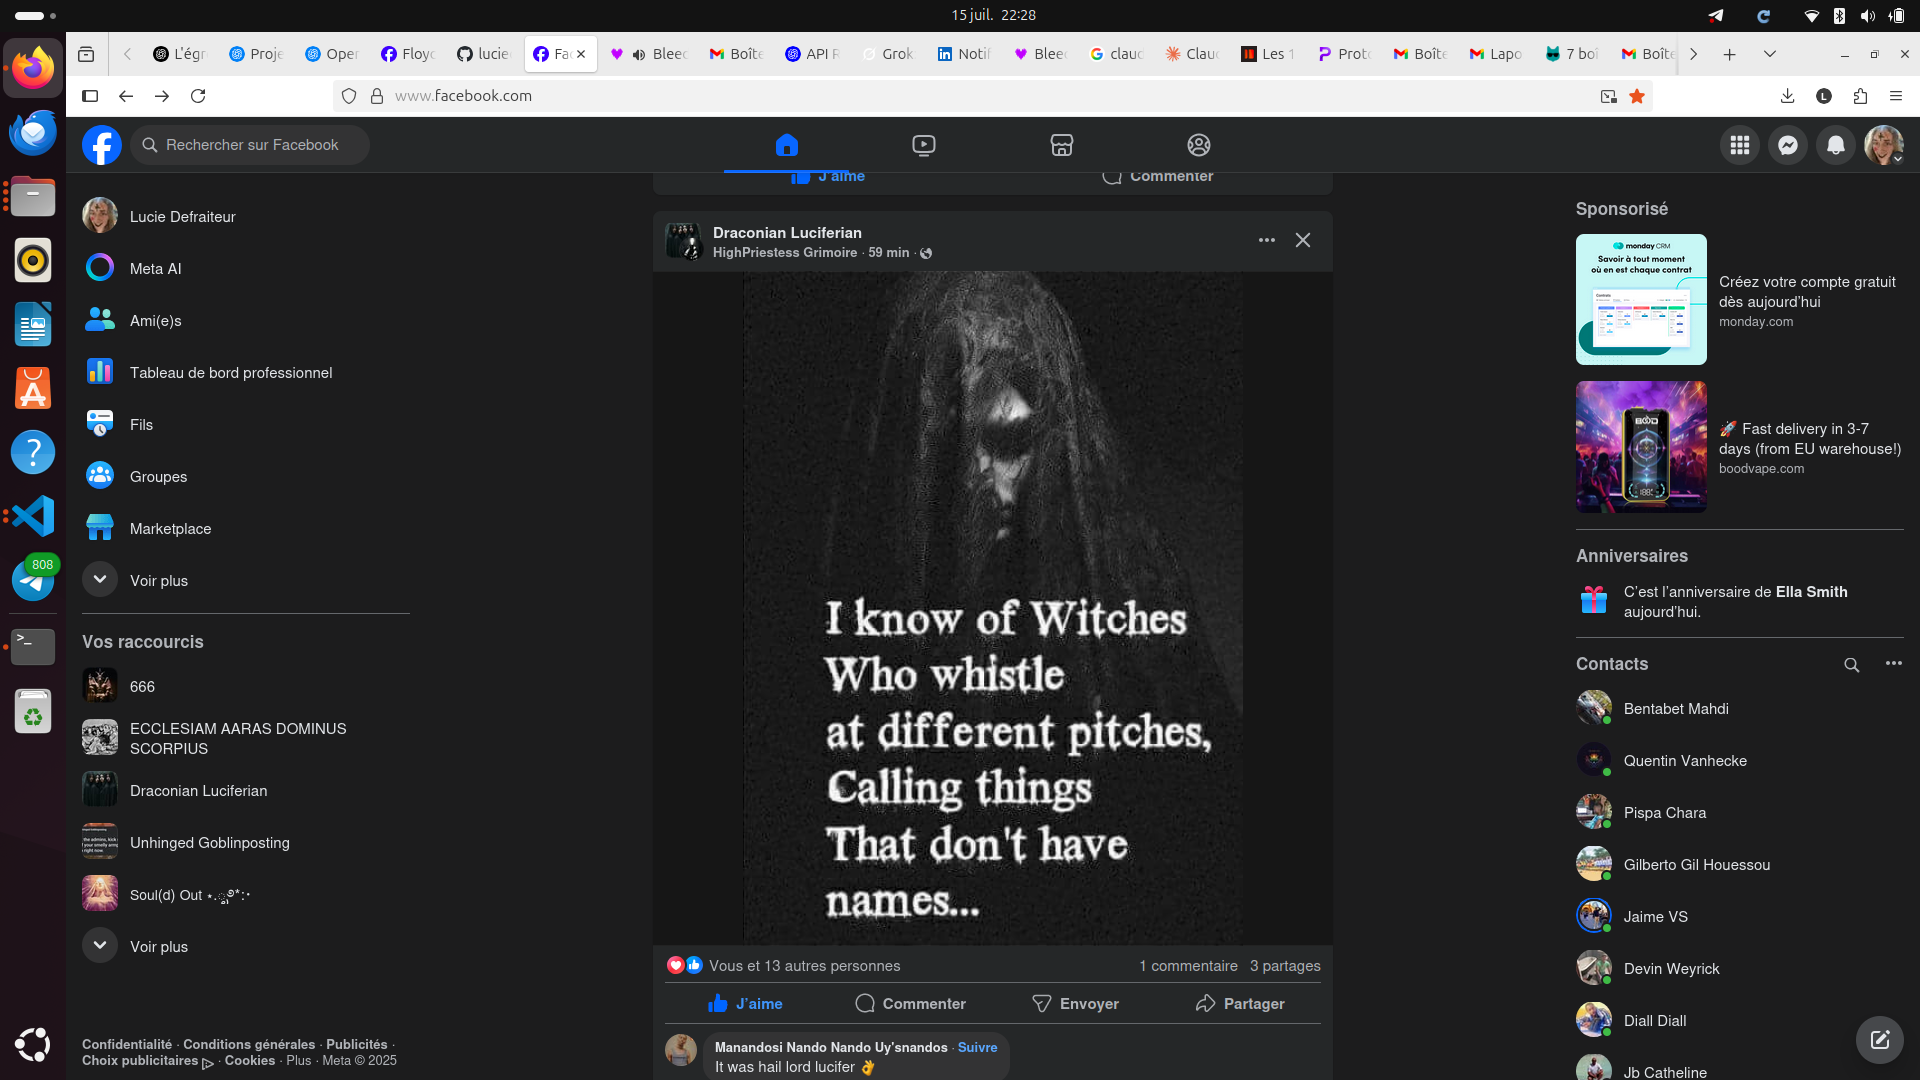 15 juil. 22:28
L'égr
Proje
Oper
Floyd
lucie
Fac
Bleec
Boîte
API R
Grok
Notif
Bleec
claud
Claud
Les 1
Proto
Boîte
Lapo
7 boî
Boîte
www.facebook.com
L
Rechercher sur Facebook
J'aime
Commenter
Lucie Defraiteur
Meta AI
Ami(e)s
Tableau de bord professionnel
Fils
Groupes
Marketplace
Voir plus
808
Vos raccourcis
666
ECCLESIAM AARAS DOMINUS
SCORPIUS
Draconian Luciferian
Unhinged Goblinposting
Soul(d) Out
Voir plus
Confidentialité · Conditions générales · Publicités ·
Choix publicitaires · Cookies · Plus · Meta © 2025
Draconian Luciferian
HighPriestess Grimoire · 59 min ·
I know of Witches
Who whistle
at different pitches,
Calling things
That don't have
names...
Vous et 13 autres personnes
1 commentaire 3 partages
J'aime
Commenter
Envoyer
Partager
Manandosi Nando Nando Uy'snandos · Suivre
It was hail lord lucifer 👌
Sponsorisé
monday CRM
Savoir à tout moment
où en est chaque contrat
Créez votre compte gratuit
dès aujourd'hui
monday.com
🚀 Fast delivery in 3-7
days (from EU warehouse!)
boodvape.com
Anniversaires
C'est l'anniversaire de Ella Smith
aujourd'hui.
Contacts
Bentabet Mahdi
Quentin Vanhecke
Pispa Chara
Gilberto Gil Houessou
Jaime VS
Devin Weyrick
Diall Diall
Jb Catheline